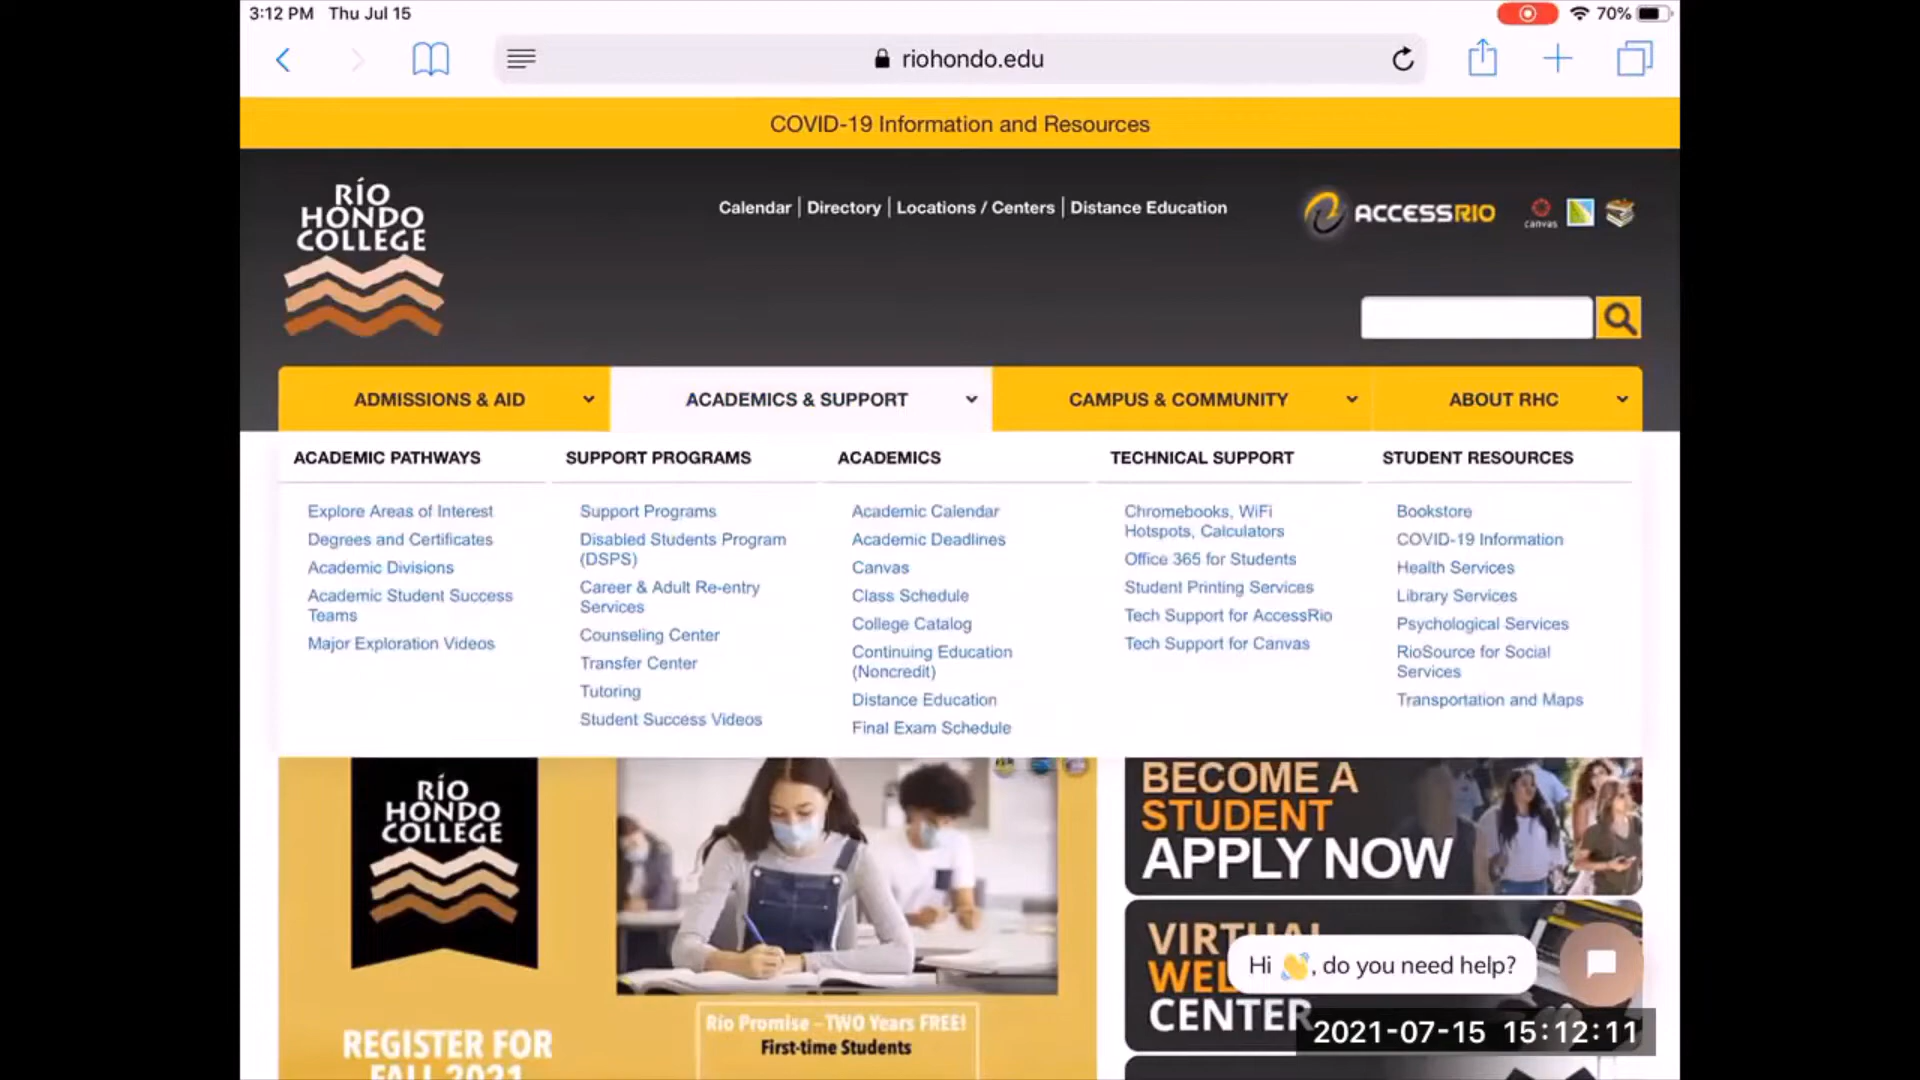 3:12 PM Thu Jul 15
70%
riohondo.edu
COVID-19 Information and Resources
RÍO
HONDO
COLLEGE
Calendar | Directory | Locations / Centers | Distance Education
ACCESSRIO
canvas
ADMISSIONS & AID
ACADEMICS & SUPPORT
CAMPUS & COMMUNITY
ABOUT RHC
ACADEMIC PATHWAYS
Explore Areas of Interest
Degrees and Certificates
Academic Divisions
Academic Student Success
Teams
Major Exploration Videos
SUPPORT PROGRAMS
Support Programs
Disabled Students Program
(DSPS)
Career & Adult Re-entry
Services
Counseling Center
Transfer Center
Tutoring
Student Success Videos
ACADEMICS
Academic Calendar
Academic Deadlines
Canvas
Class Schedule
College Catalog
Continuing Education
(Noncredit)
Distance Education
Final Exam Schedule
TECHNICAL SUPPORT
Chromebooks, WiFi
Hotspots, Calculators
Office 365 for Students
Student Printing Services
Tech Support for AccessRio
Tech Support for Canvas
STUDENT RESOURCES
Bookstore
COVID-19 Information
Health Services
Library Services
Psychological Services
RioSource for Social
Services
Transportation and Maps
RÍO
HONDO
COLLEGE
REGISTER FOR
FALL 2021
Río Promise – TWO Years FREE!
First-time Students
BECOME A
STUDENT
APPLY NOW
VIRTUAL
WEL
CENTER
Hi 👋, do you need help?
2021-07-15 15:12:11